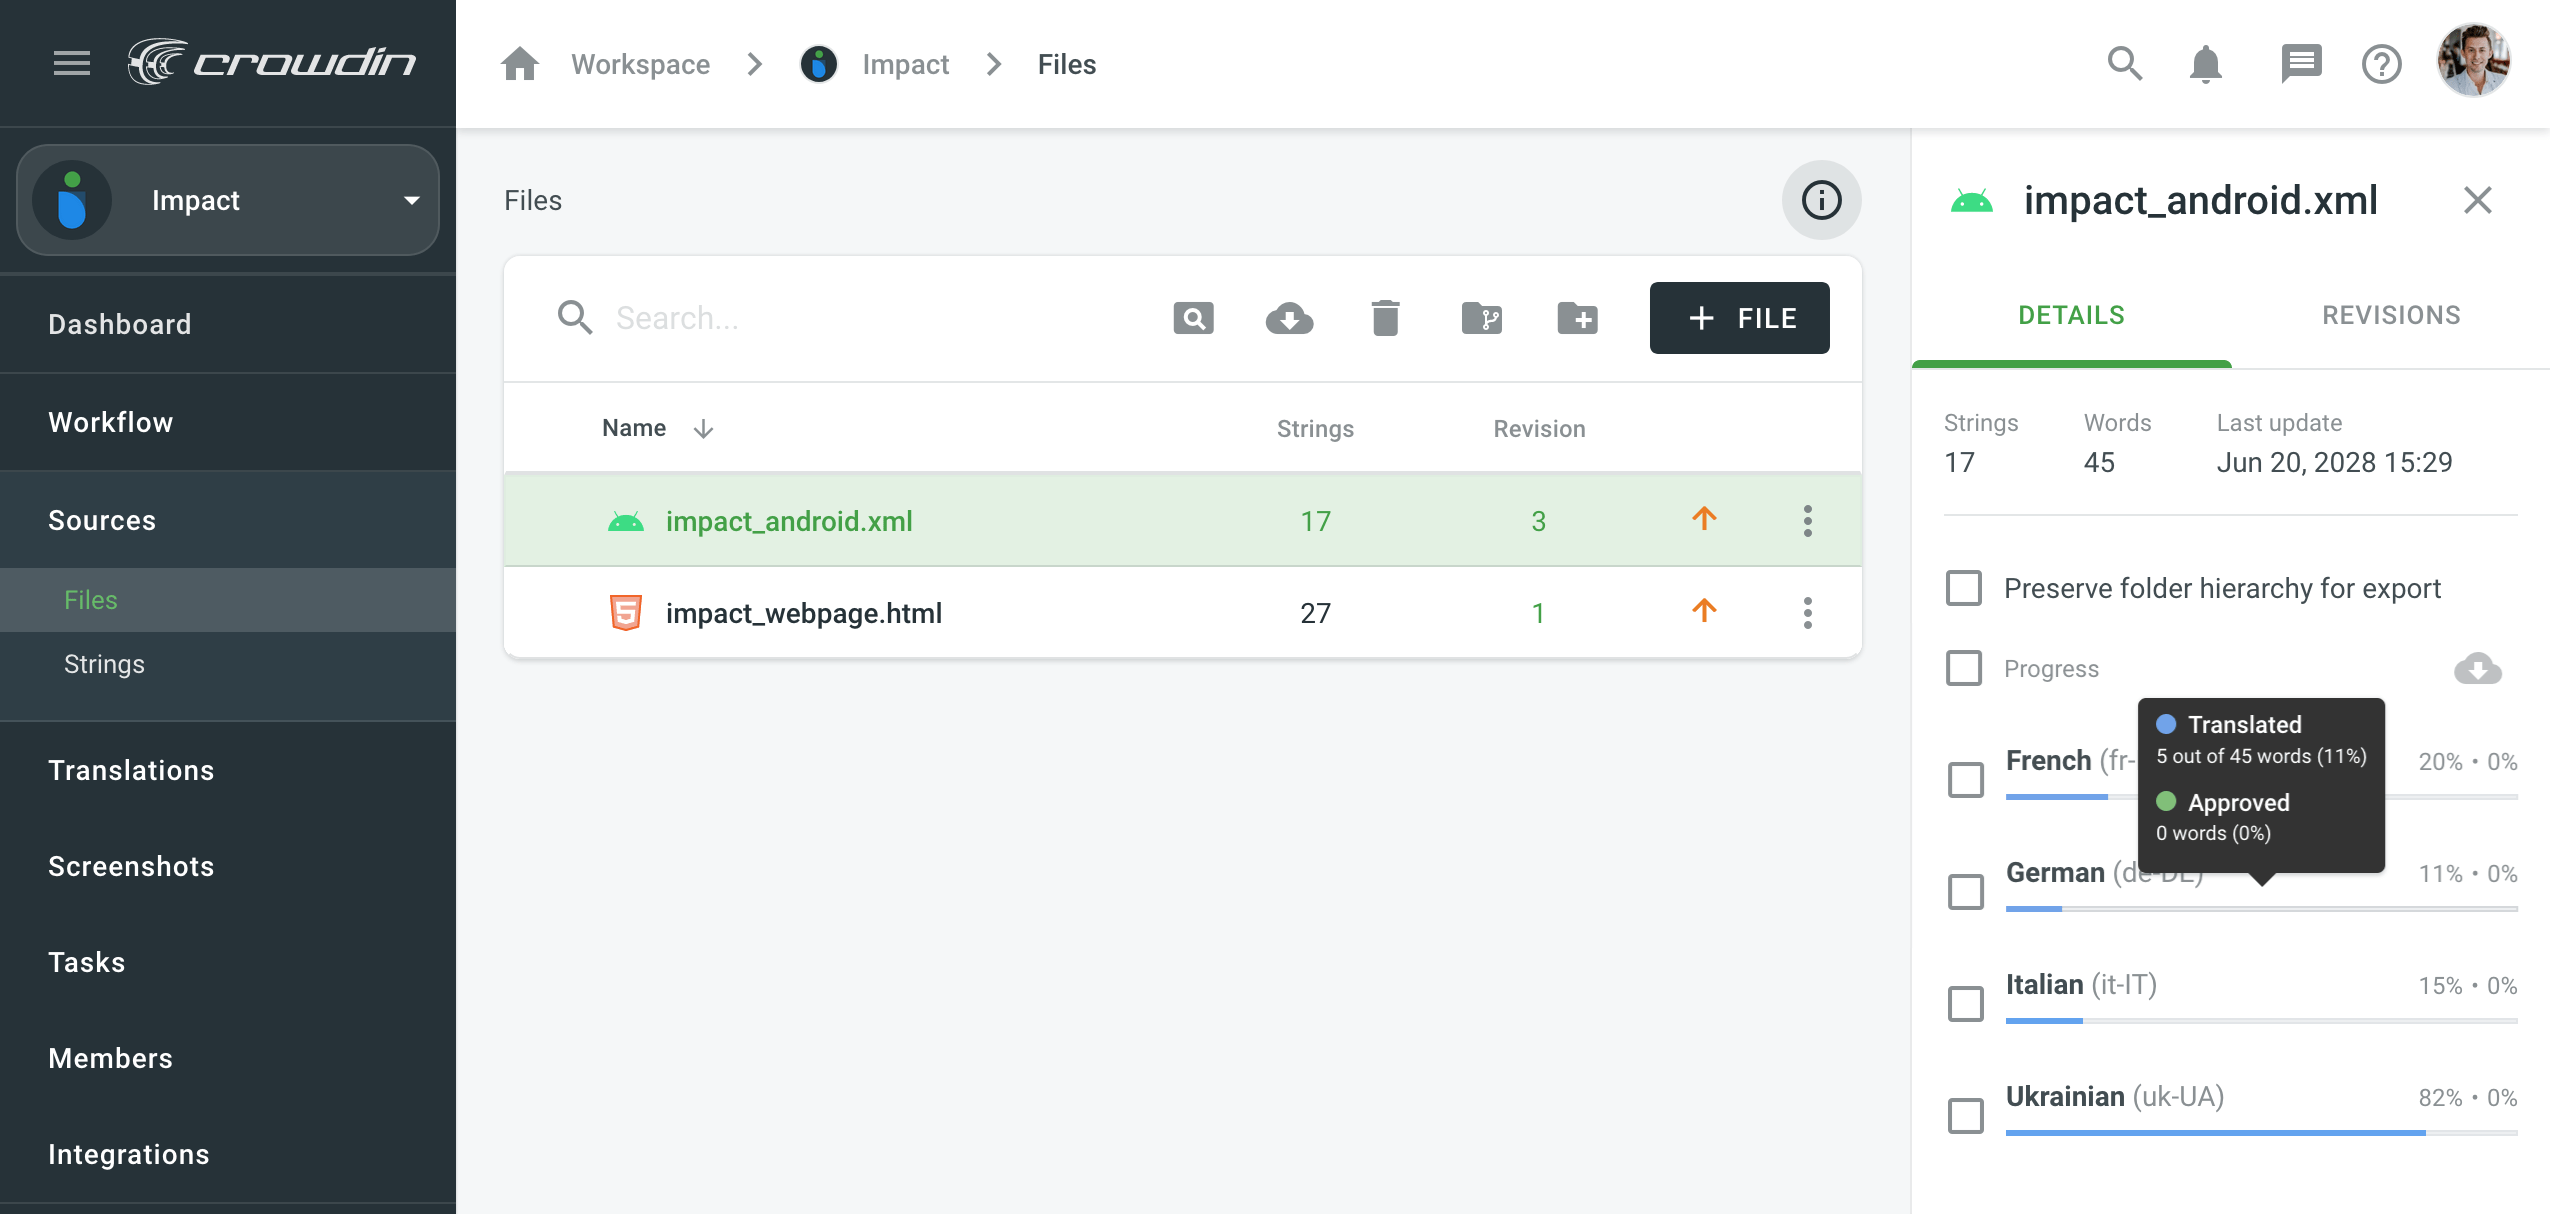 crowdin
Workspace
Impact
Files
Impact
Dashboard
Workflow
Sources
Files
Strings
Translations
Screenshots
Tasks
Members
Integrations
Files
Search...
FILE
Name
Strings
Revision
impact_android.xml
17
3
impact_webpage.html
27
1
impact_android.xml
DETAILS
REVISIONS
Strings
Words
Last update
17
45
Jun 20, 2028 15:29
Preserve folder hierarchy for export
Progress
Translated
5 out of 45 words (11%)
Approved
0 words (0%)
French (fr-
20% • 0%
German (de-DE)
11% • 0%
Italian (it-IT)
15% • 0%
Ukrainian (uk-UA)
82% • 0%